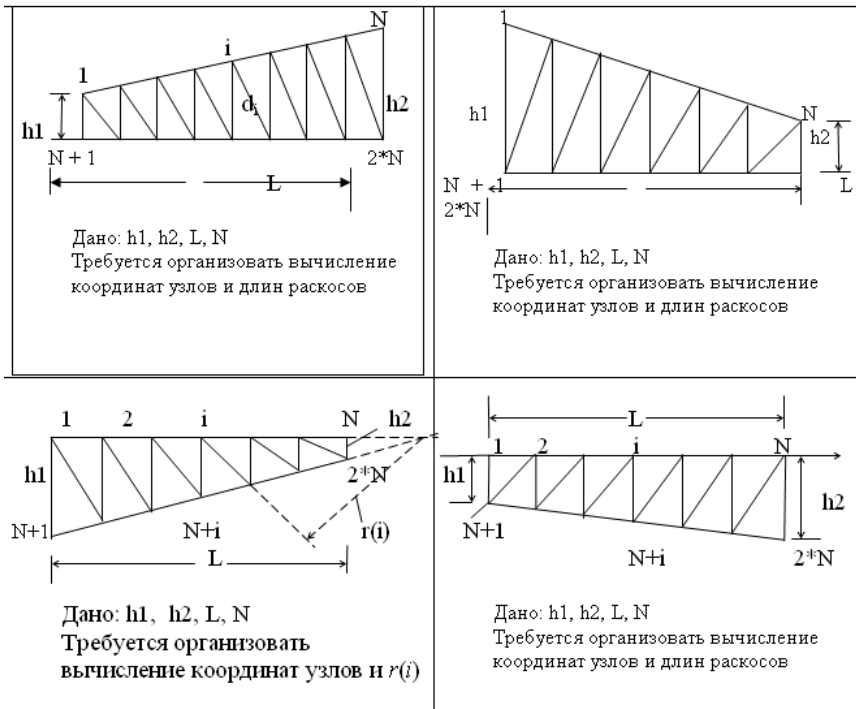 N
i
1
d_i
h1
h2
N + 1
2*N
L
Дано: h1, h2, L, N
Требуется организовать вычисление
координат узлов и длин раскосов
1
h1
N
h2
N + 1
L
2*N
Дано: h1, h2, L, N
Требуется организовать вычисление
координат узлов и длин раскосов
1 2 i N h2
h1
2*N
N+1
N+i
r(i)
L
Дано: h1, h2, L, N
Требуется организовать
вычисление координат узлов и r(i)
L
1 2 i N
h1
h2
N+1
N+i
2*N
Дано: h1, h2, L, N
Требуется организовать вычисление
координат узлов и длин раскосов